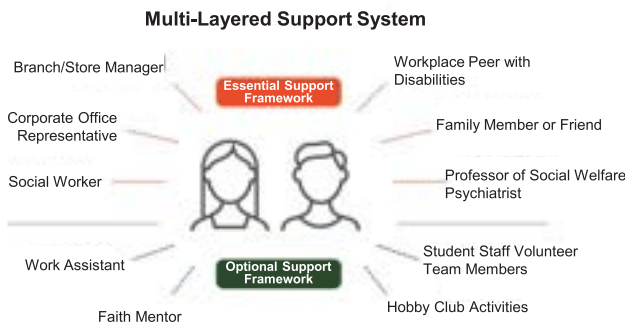 Multi-Layered Support System
Branch/Store Manager
Essential Support
Framework
Workplace Peer with
Disabilities
Corporate Office
Representative
Family Member or Friend
Social Worker
Professor of Social Welfare
Psychiatrist
Work Assistant
Optional Support
Framework
Student Staff Volunteer
Team Members
Faith Mentor
Hobby Club Activities